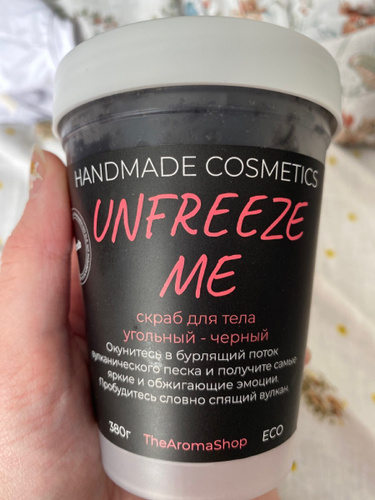 HANDMADE COSMETICS
UNFREEZE
ME
скраб для тела
угольный - черный
Окунитесь в бурлящий поток
вулканического песка и получите самые
яркие и обжигающие эмоции.
Пробудитесь словно спящий вулкан.
380г TheAromaShop ECO